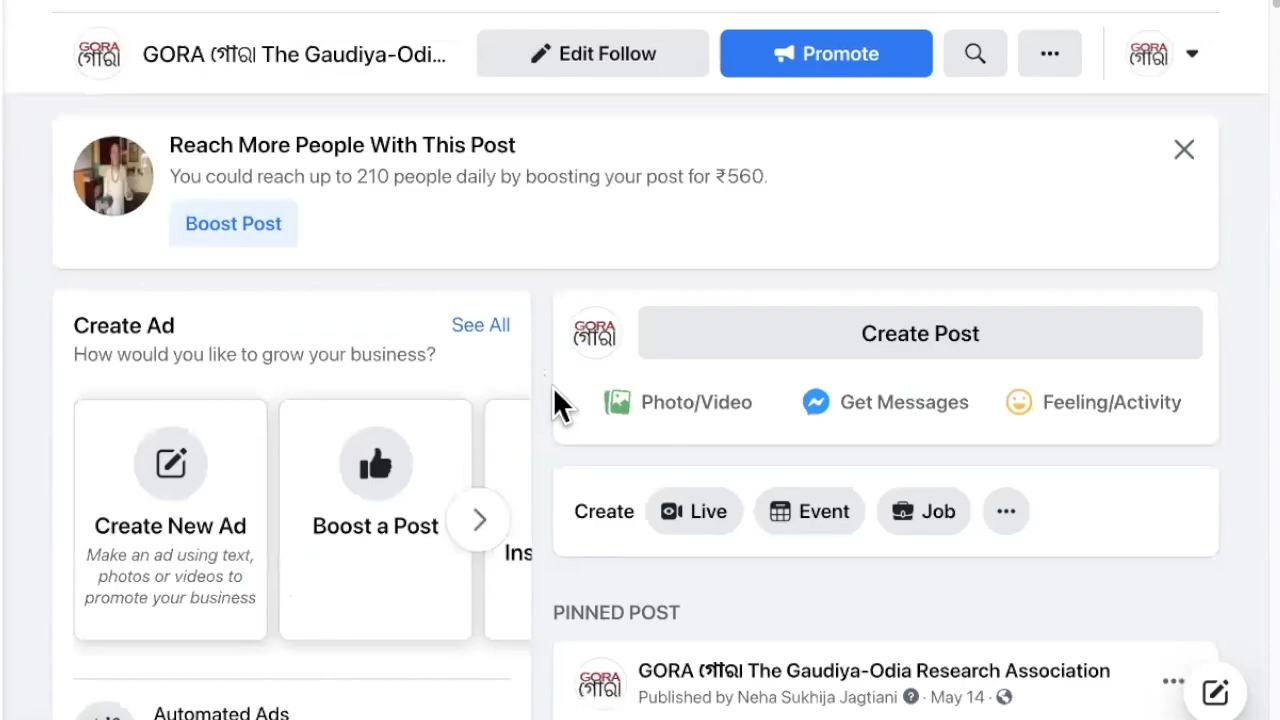 GORA গৌরা
GORA গৌরা The Gaudiya-Odi...
Edit Follow
Promote
GORA গৌরা
Reach More People With This Post
You could reach up to 210 people daily by boosting your post for ₹560.
Boost Post
Create Ad
See All
How would you like to grow your business?
Create New Ad
Make an ad using text,
photos or videos to
promote your business
Boost a Post
Ins
Automated Ads
GORA গৌরা
Create Post
Photo/Video
Get Messages
Feeling/Activity
Create
Live
Event
Job
PINNED POST
GORA গৌরা
GORA গৌরা The Gaudiya-Odia Research Association
Published by Neha Sukhija Jagtiani · May 14 ·